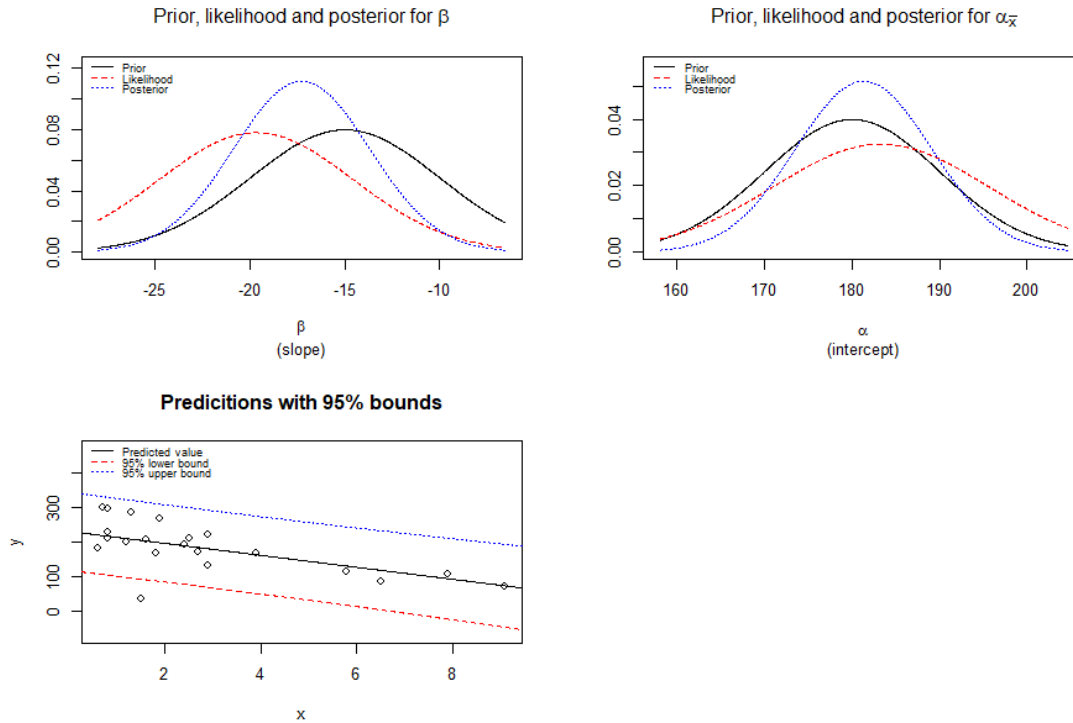 Prior, likelihood and posterior for β
0.12
0.08
0.04
0.00
Prior
Likelihood
Posterior
-25 -20 -15 -10
β
(slope)
Prior, likelihood and posterior for αx̅
0.04
0.02
0.00
Prior
Likelihood
Posterior
160 170 180 190 200
α
(intercept)
Predicitions with 95% bounds
y
300
100
0
Predicted value
95% lower bound
95% upper bound
2 4 6 8
x